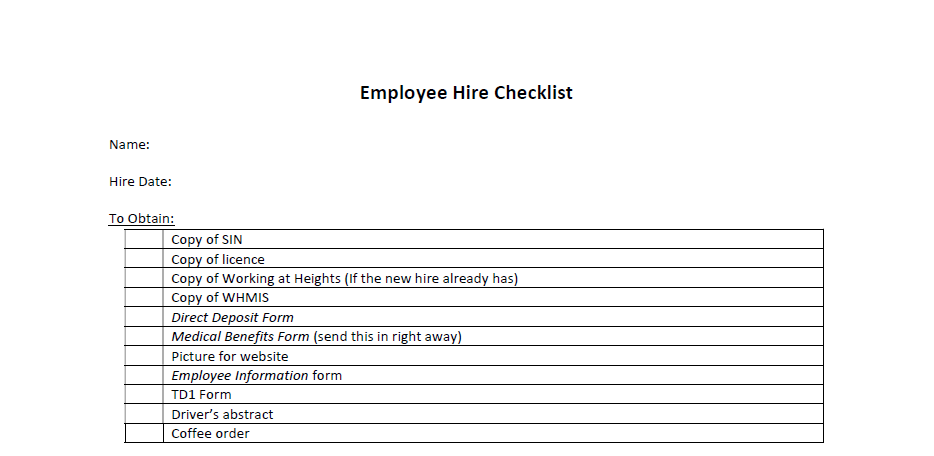 Employee Hire Checklist
Name:
Hire Date:
To Obtain:
Copy of SIN
Copy of licence
Copy of Working at Heights (If the new hire already has)
Copy of WHMIS
Direct Deposit Form
Medical Benefits Form (send this in right away)
Picture for website
Employee Information form
TD1 Form
Driver’s abstract
Coffee order